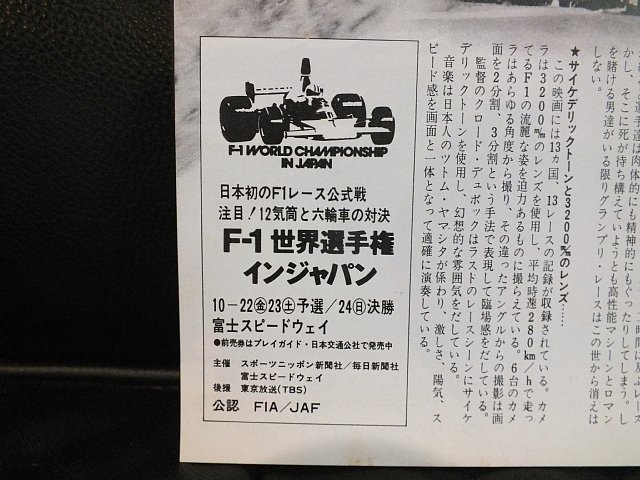 F-1 WORLD CHAMPIONSHIP
IN JAPAN
日本初のF1レース公式戦
注目!12気筒と六輪車の対決
F-1 世界選手権
インジャパン
10−22㊎23㊏予選/24㊐決勝
富士スピードウェイ
●前売券はプレイガイド・日本交通公社で発売中
主催 スポーツニッポン新聞社/毎日新聞社
富士スピードウェイ
後援 東京放送(TBS)
公認 FIA/JAF
選手達は肉体的にも精神的にもぐったりしてしまう。し
かし、そこに死が待ち構えていようとも高性能マシーンとロマン
を賭ける男達がいる限りグランプリ・レースはこの世から消えは
しない。
★サイケデリックトーンと3200㎜のレンズ……
この映画には13ヵ国、13レースの記録が収録されている。カメ
ラは3200㎜のレンズを使用し、平均時速280km/hで走っ
てるF1の流麗な姿を迫力あるものに撮らえている。6台のカメ
ラはあらゆる角度から撮り、その違ったアングルからの撮影は画
面を2分割、3分割という手法で表現して臨場感をだしている。
監督のクロード・デュボックはラストのレースシーンにサイケ
デリックトーンを使用し、幻想的な雰囲気をだしている。
音楽は日本人のツトム・ヤマシタが係わり、激しさ、陽気、ス
ピード感を画面と一体となって適確に演奏している。